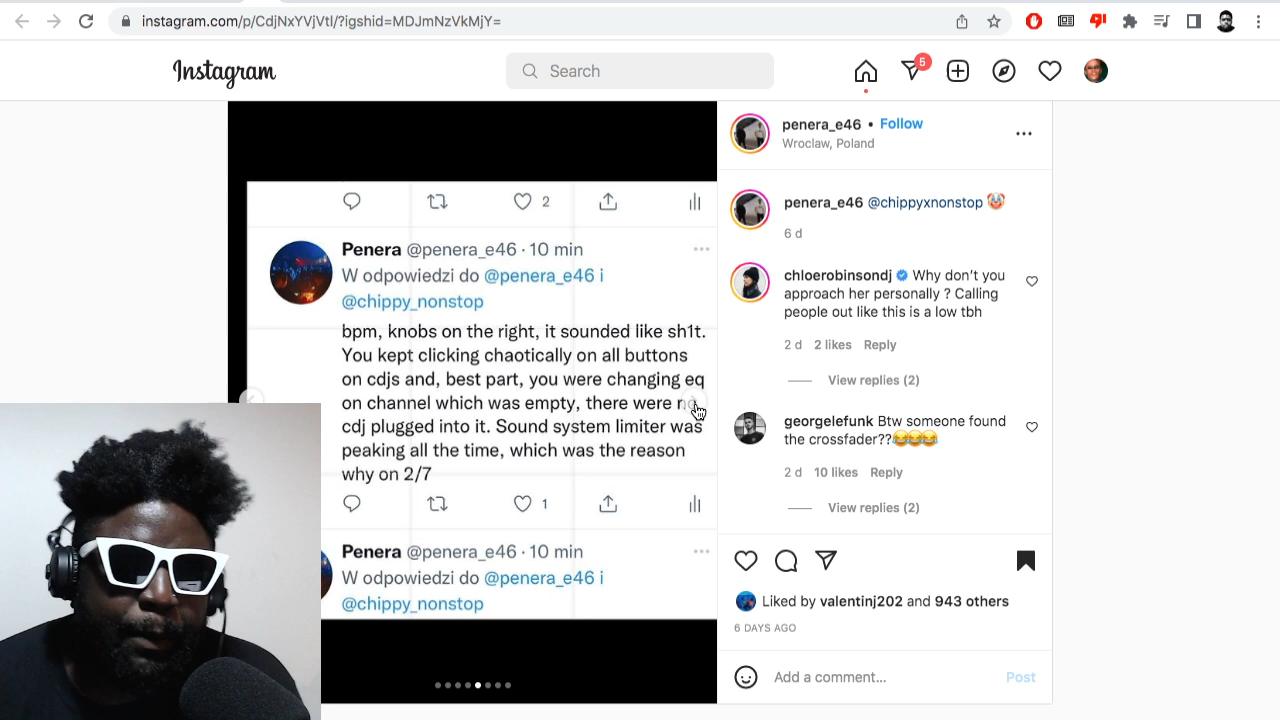 instagram.com/p/CdjNxYVjVtI/?igshid=MDJmNzVkMjY=
Instagram
Search
5
penera_e46 • Follow
Wroclaw, Poland
2
Penera @penera_e46 · 10 min
W odpowiedzi do @penera_e46 i
@chippy_nonstop
bpm, knobs on the right, it sounded like sh1t.
You kept clicking chaotically on all buttons
on cdjs and, best part, you were changing eq
on channel which was empty, there were no
cdj plugged into it. Sound system limiter was
peaking all the time, which was the reason
why on 2/7
1
Penera @penera_e46 · 10 min
W odpowiedzi do @penera_e46 i
@chippy_nonstop
penera_e46 @chippyxnonstop 🤡
6 d
chloerobinsondj Why don't you
approach her personally ? Calling
people out like this is a low tbh
2 d 2 likes Reply
View replies (2)
georgelefunk Btw someone found
the crossfader??😂😂😂
2 d 10 likes Reply
View replies (2)
Liked by valentinj202 and 943 others
6 DAYS AGO
Add a comment...
Post